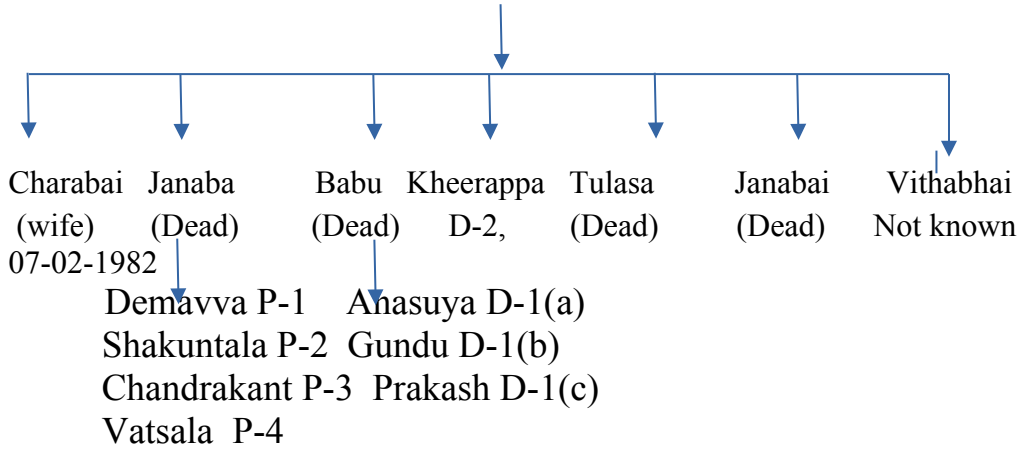 Charabai Janaba Babu Kheerappa Tulasa Janabai Vithabhai
(wife) (Dead) (Dead) D-2, (Dead) (Dead) Not known
07-02-1982
Demavva P-1 Anasuya D-1(a)
Shakuntala P-2 Gundu D-1(b)
Chandrakant P-3 Prakash D-1(c)
Vatsala P-4